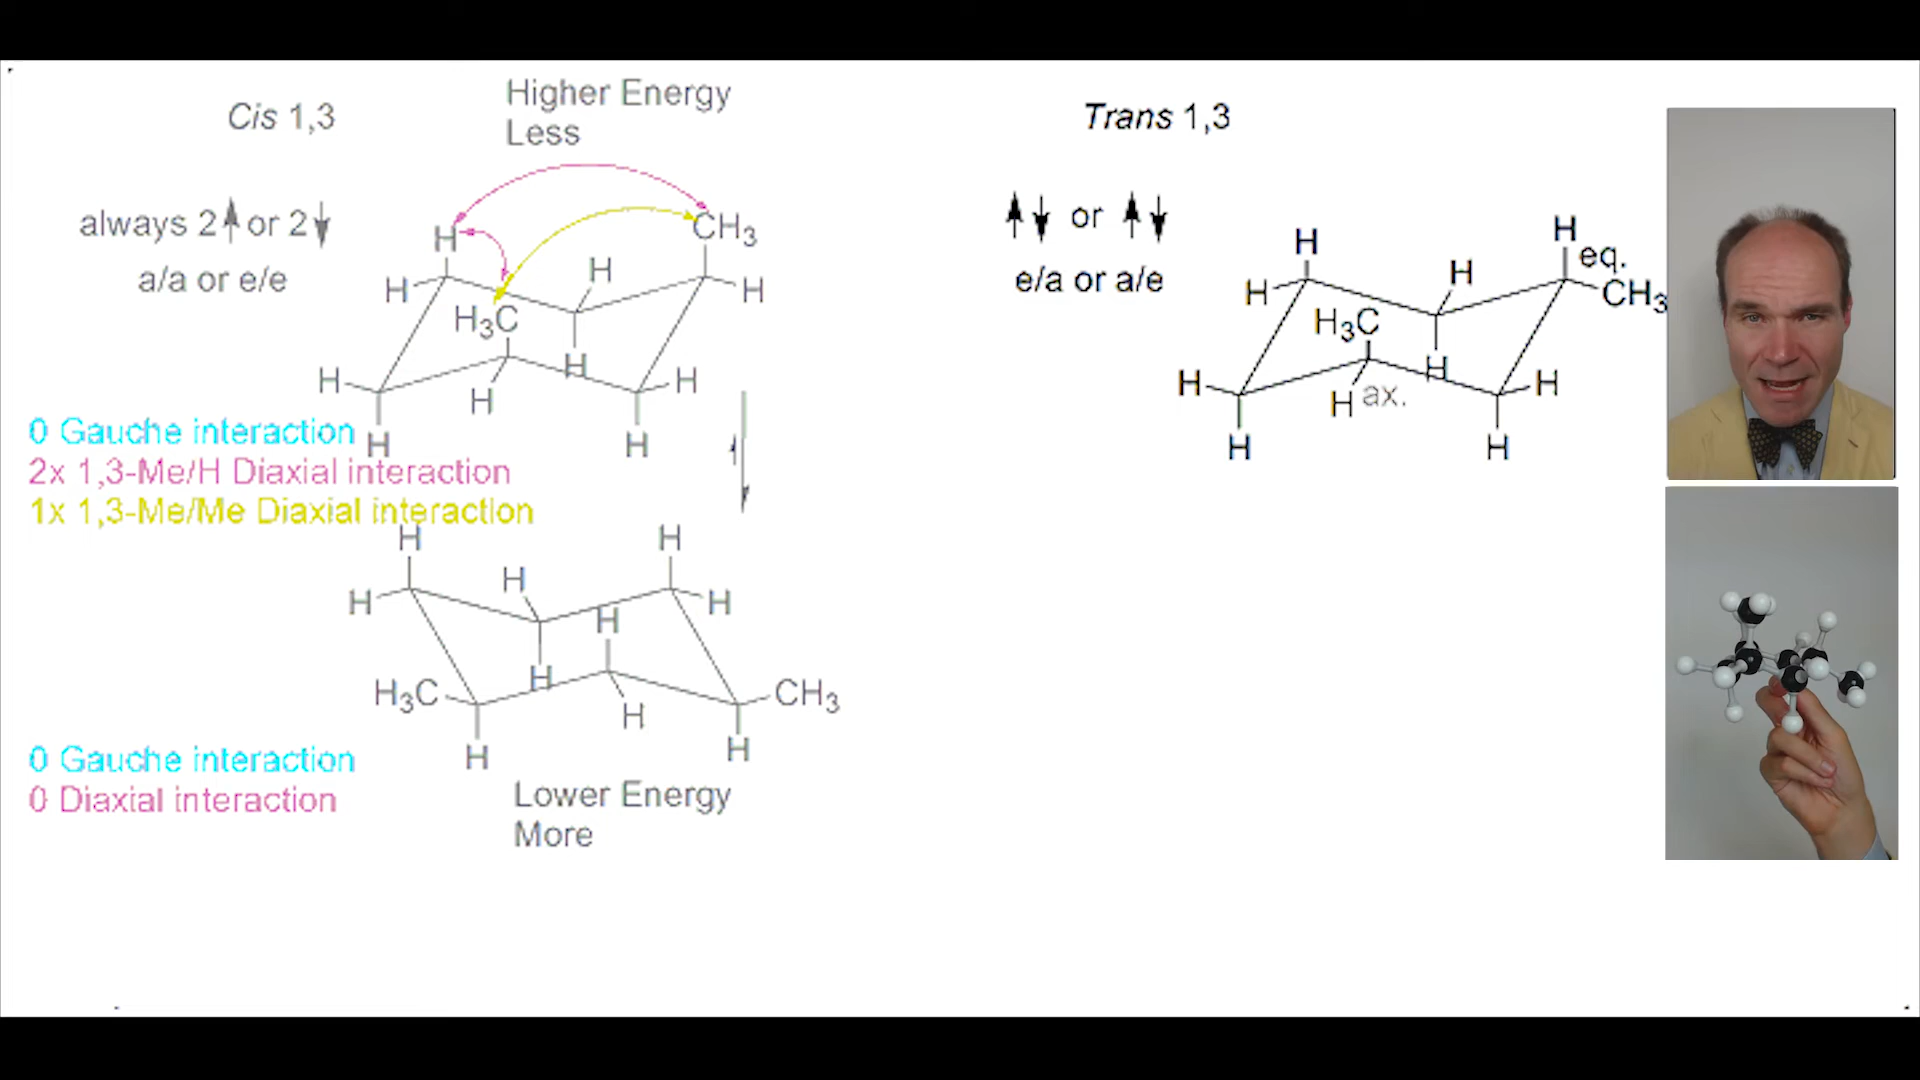 Cis 1,3
Higher Energy
Less
always 2 or 2
a/a or e/e
H
CH3
H
H
H
H3C
H
H
H
H
H
H
H
0 Gauche interaction
2x 1,3-Me/H Diaxial interaction
1x 1,3-Me/Me Diaxial interaction
H
H
H
H
H
H
H3C
H
CH3
H
H
H
0 Gauche interaction
0 Diaxial interaction
Lower Energy
More
Trans 1,3
or
e/a or a/e
H
H
eq.
H
H
CH3
H3C
H
H
H
H
ax.
H
H